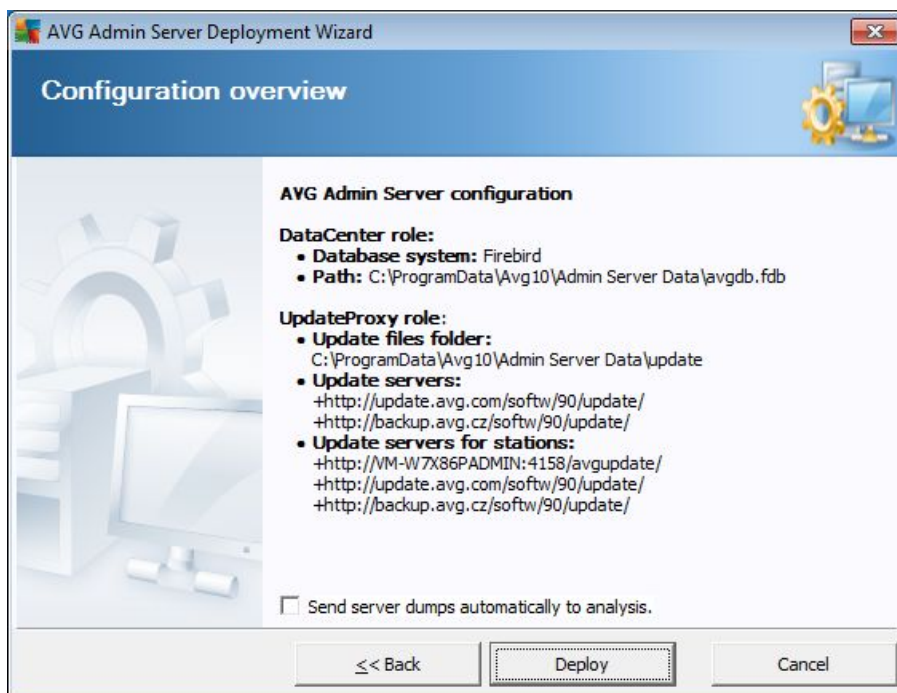 AVG Admin Server Deployment Wizard
Configuration overview
AVG Admin Server configuration
DataCenter role:
• Database system: Firebird
• Path: C:\ProgramData\Avg10\Admin Server Data\avgdb.fdb
UpdateProxy role:
• Update files folder:
C:\ProgramData\Avg10\Admin Server Data\update
• Update servers:
+http://update.avg.com/softw/90/update/
+http://backup.avg.cz/softw/90/update/
• Update servers for stations:
+http://VM-W7X86PADMIN:4158/avgupdate/
+http://update.avg.com/softw/90/update/
+http://backup.avg.cz/softw/90/update/
Send server dumps automatically to analysis.
<< Back
Deploy
Cancel